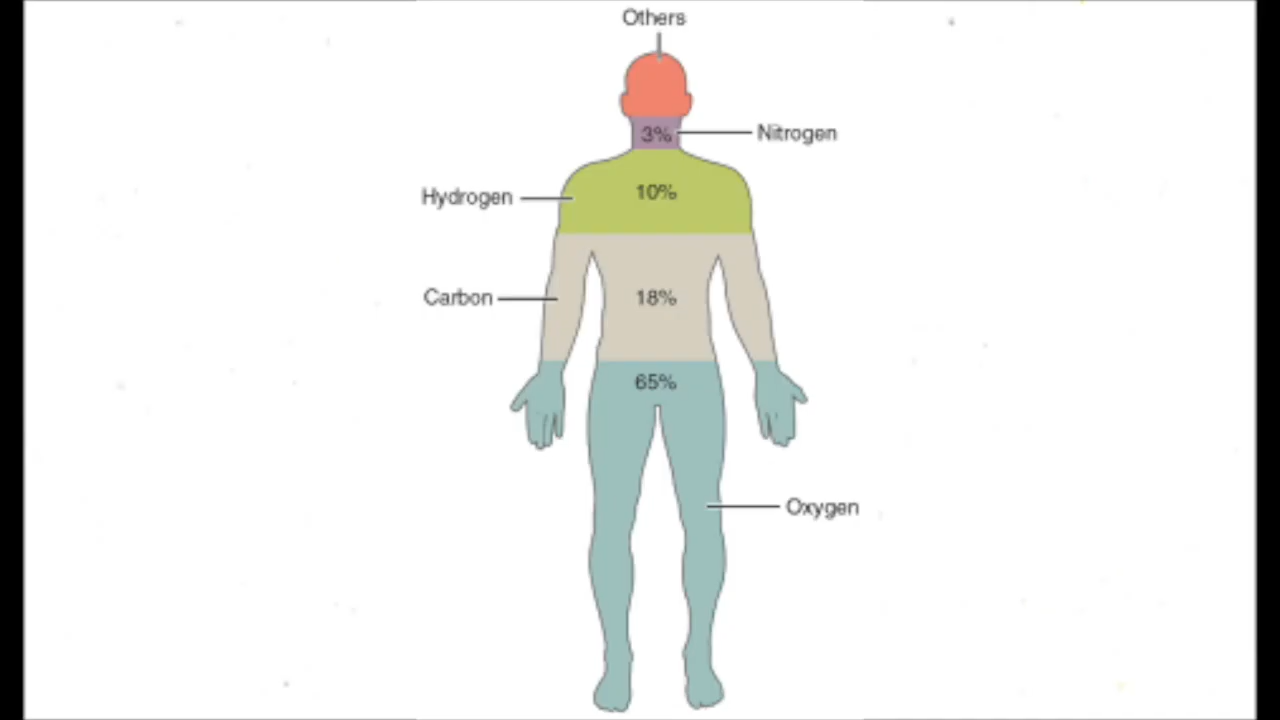 Others
3%
Nitrogen
Hydrogen
10%
Carbon
18%
65%
Oxygen